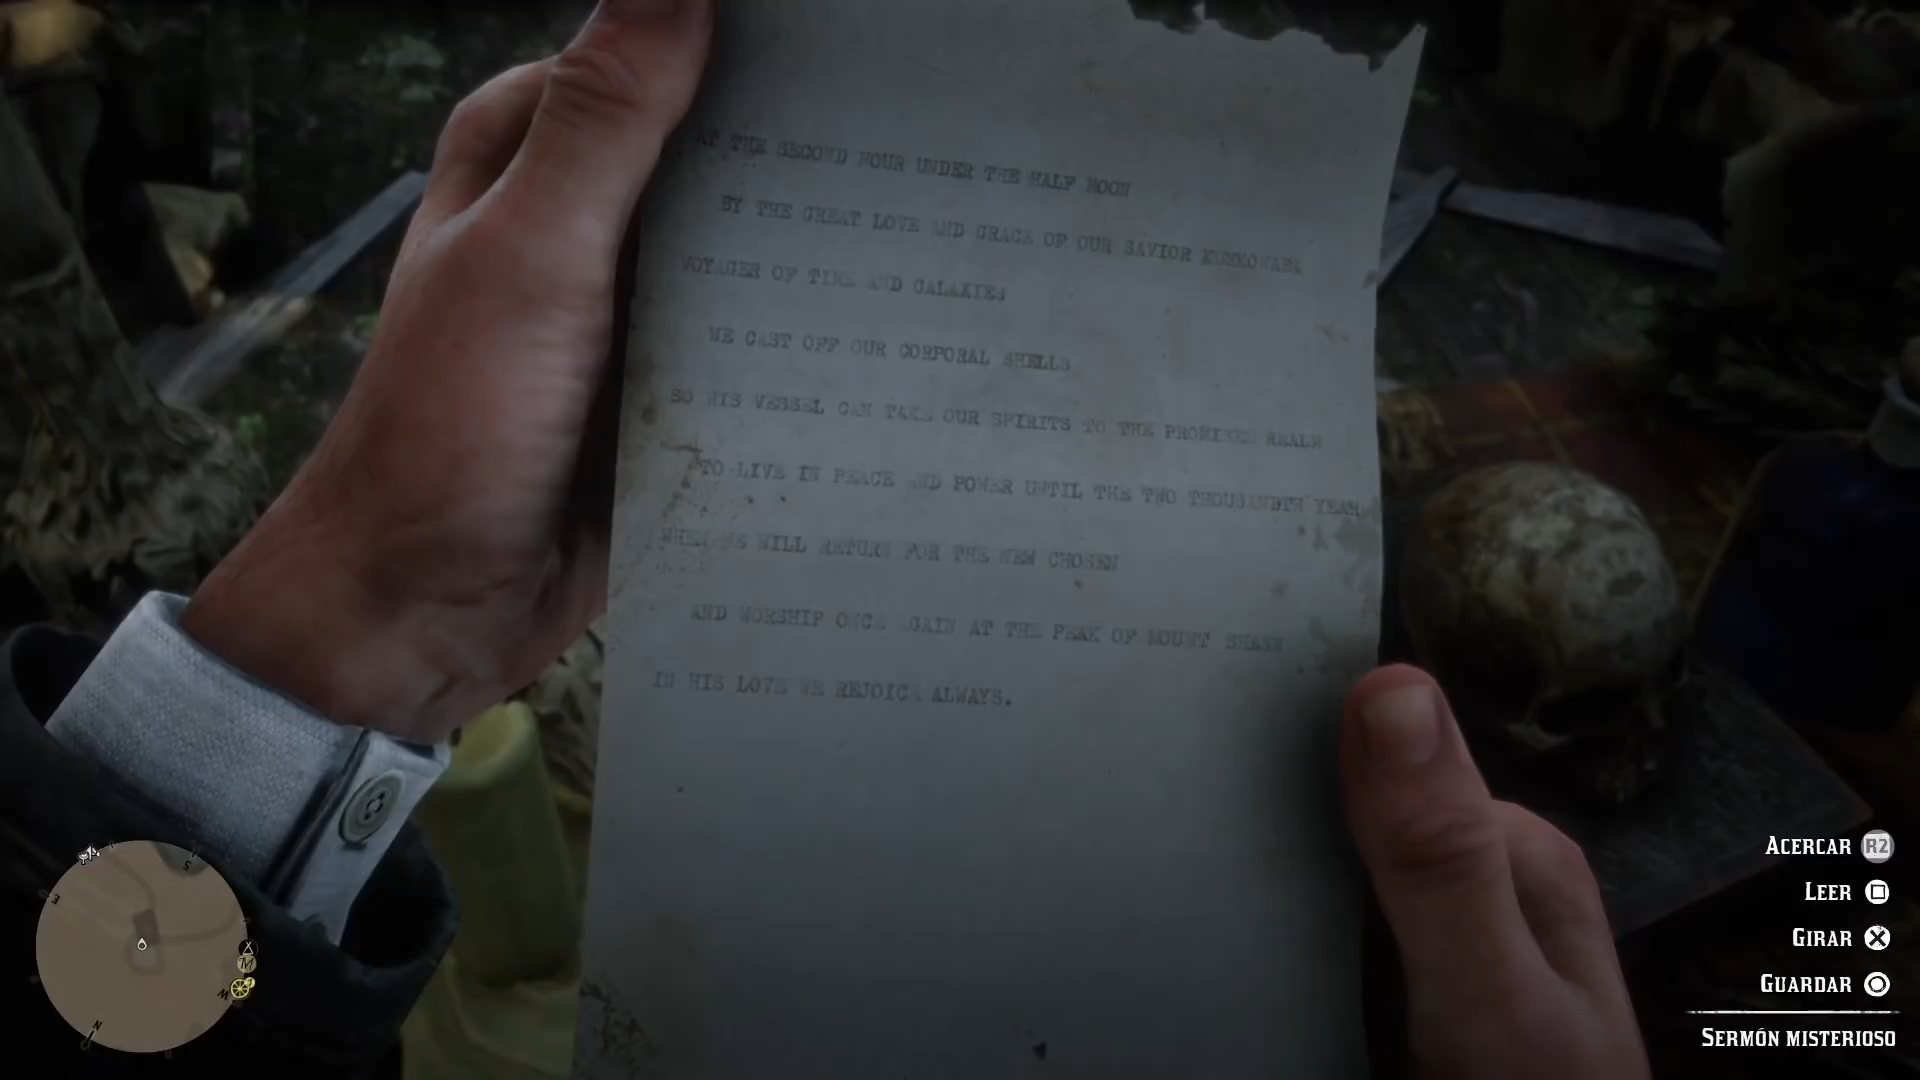 AT THE SECOND HOUR UNDER THE HALF MOON
BY THE GREAT LOVE AND GRACE OF OUR SAVIOR KUHKOWABA
VOYAGER OF TIME AND GALAXIES
WE CAST OFF OUR CORPORAL SHELLS
SO HIS VESSEL CAN TAKE OUR SPIRITS TO THE PROMISED REALM
TO LIVE IN PEACE AND POWER UNTIL THE TWO THOUSANDTH YEAR
WHEN WE WILL RETURN FOR THE NEW CHOSEN
AND WORSHIP ONCE AGAIN AT THE PEAK OF MOUNT SHANN
IN HIS LOVE WE REJOICE ALWAYS.
ACERCAR R2
LEER
GIRAR
GUARDAR
SERMÓN MISTERIOSO
S
E
W
N
M